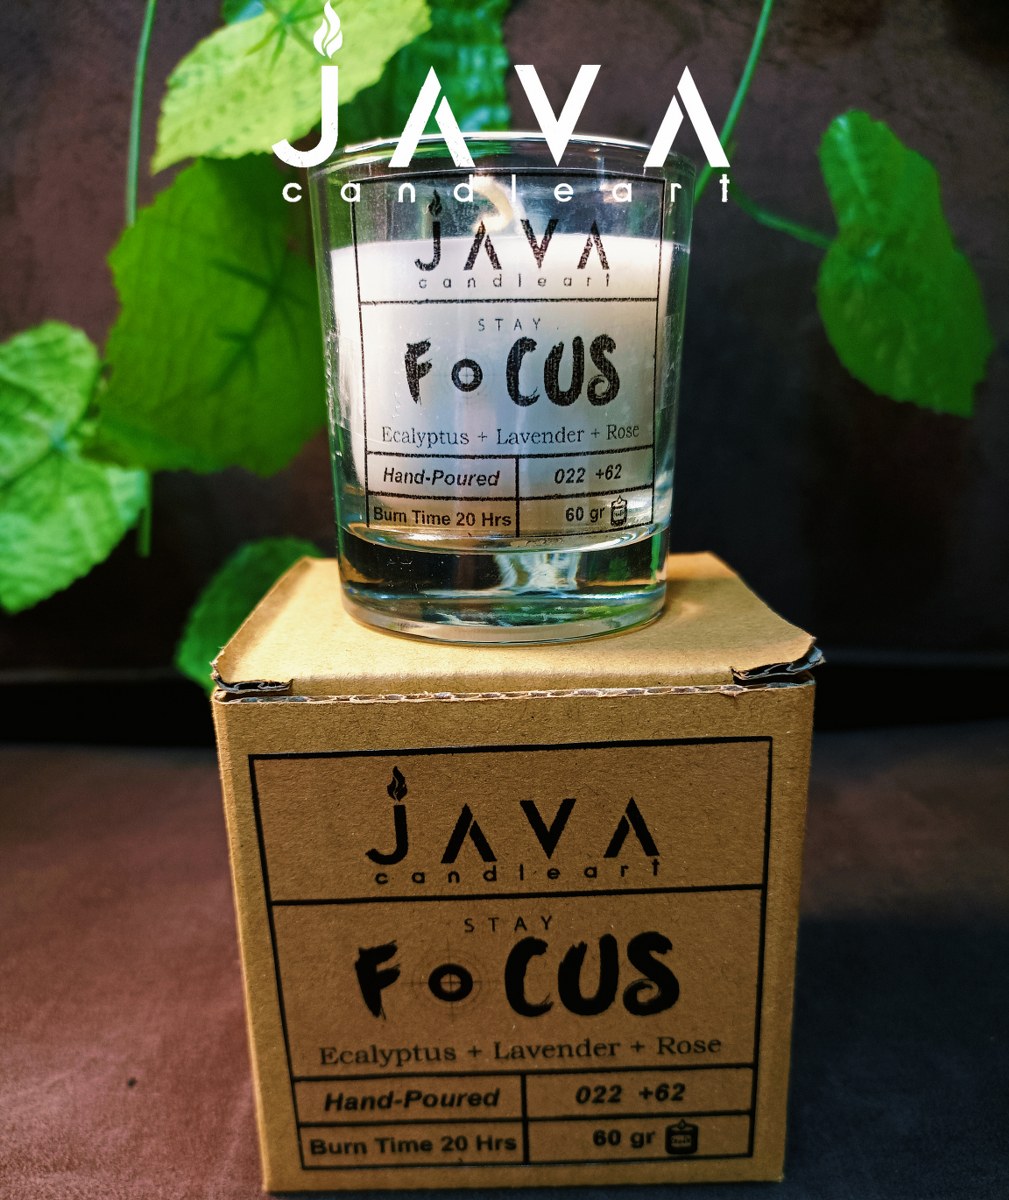 JAVA
candleart
JAVA
candleart
STAY
FoCUS
Ecalyptus + Lavender + Rose
Hand-Poured 022 +62
Burn Time 20 Hrs 60 gr
JAVA
candleart
STAY
FoCUS
Ecalyptus + Lavender + Rose
Hand-Poured 022 +62
Burn Time 20 Hrs 60 gr